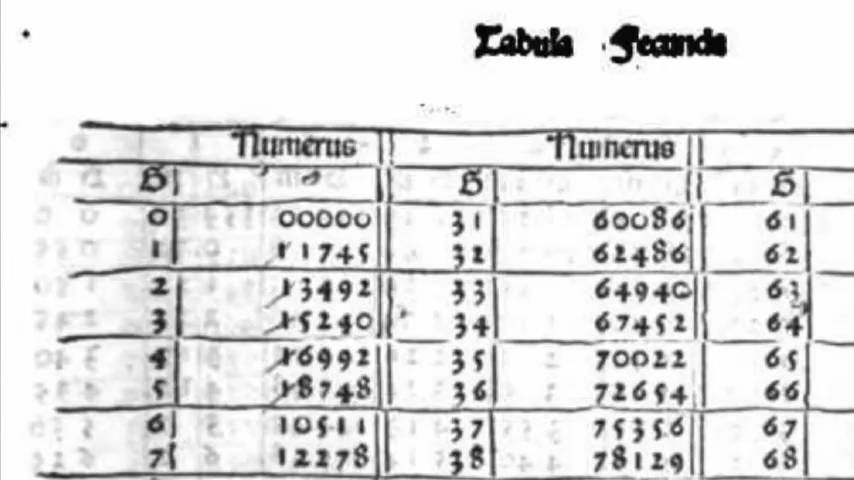 Tabula Fecunda
Numerus Numerus
G G G
0 00000 31 60086 61
1 11745 32 62486 62
2 13492 33 64940 63
3 15240 34 67452 64
4 16992 35 70022 65
5 18748 36 72654 66
6 10511 37 75356 67
7 12278 38 78129 68